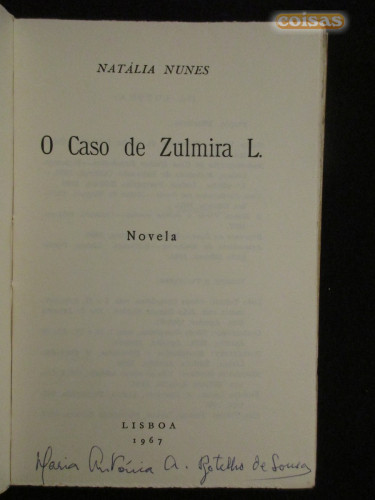 coisas
NATÁLIA NUNES
O Caso de Zulmira L.
Novela
LISBOA
1967
Maria Antónia A. Botelho de Sousa